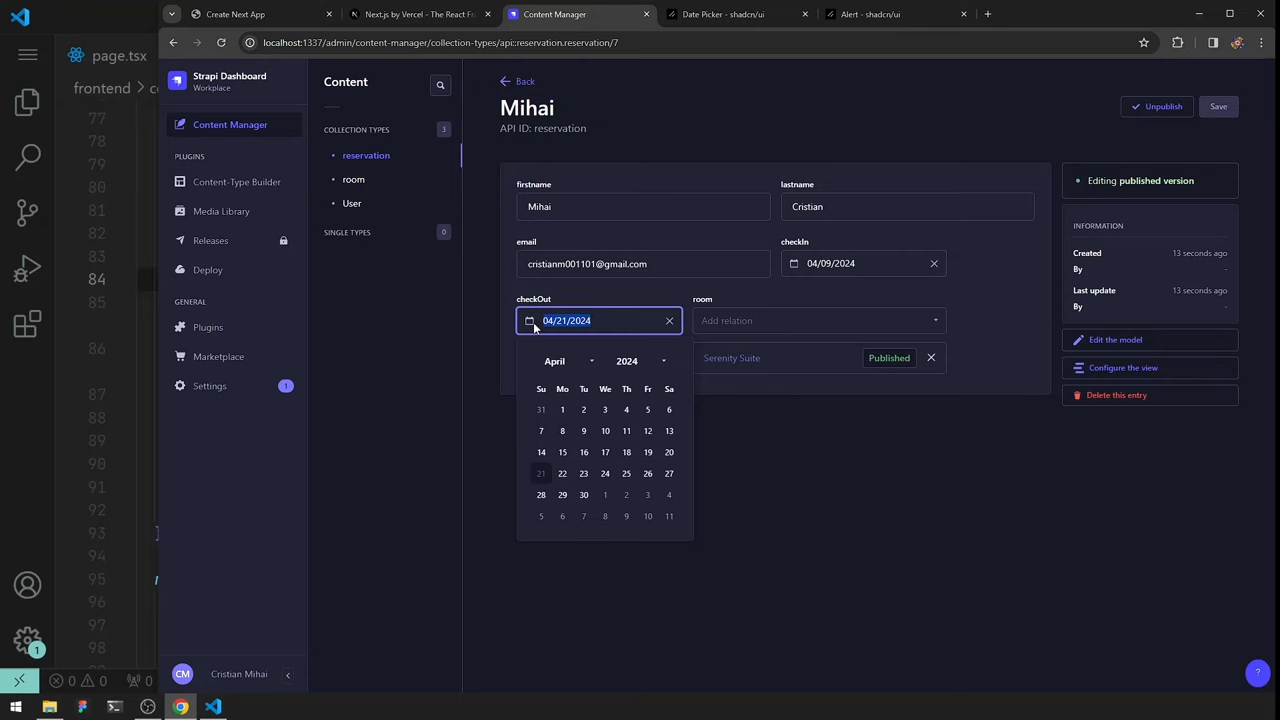 Create Next App
Next.js by Vercel - The React Fr
Content Manager
Date Picker - shadcn/ui
Alert - shadcn/ui
localhost:1337/admin/content-manager/collection-types/api::reservation.reservation/7
page.tsx
frontend
77
78
79
80
81
82
83
84
85
86
87
88
89
90
91
92
93
94
95
96
97
98
1
0 0 0
Strapi Dashboard
Workplace
Content Manager
PLUGINS
Content-Type Builder
Media Library
Releases
Deploy
GENERAL
Plugins
Marketplace
Settings 1
CM Cristian Mihai
Content
COLLECTION TYPES 3
reservation
room
User
SINGLE TYPES 0
Back
Mihai
API ID: reservation
Unpublish
Save
firstname
Mihai
lastname
Cristian
email
cristianm001101@gmail.com
checkIn
04/09/2024
checkOut
04/21/2024
room
Add relation
Serenity Suite Published
April 2024
Su Mo Tu We Th Fr Sa
31 1 2 3 4 5 6
7 8 9 10 11 12 13
14 15 16 17 18 19 20
21 22 23 24 25 26 27
28 29 30 1 2 3 4
5 6 7 8 9 10 11
Editing published version
INFORMATION
Created 13 seconds ago
By -
Last update 13 seconds ago
By -
Edit the model
Configure the view
Delete this entry
?